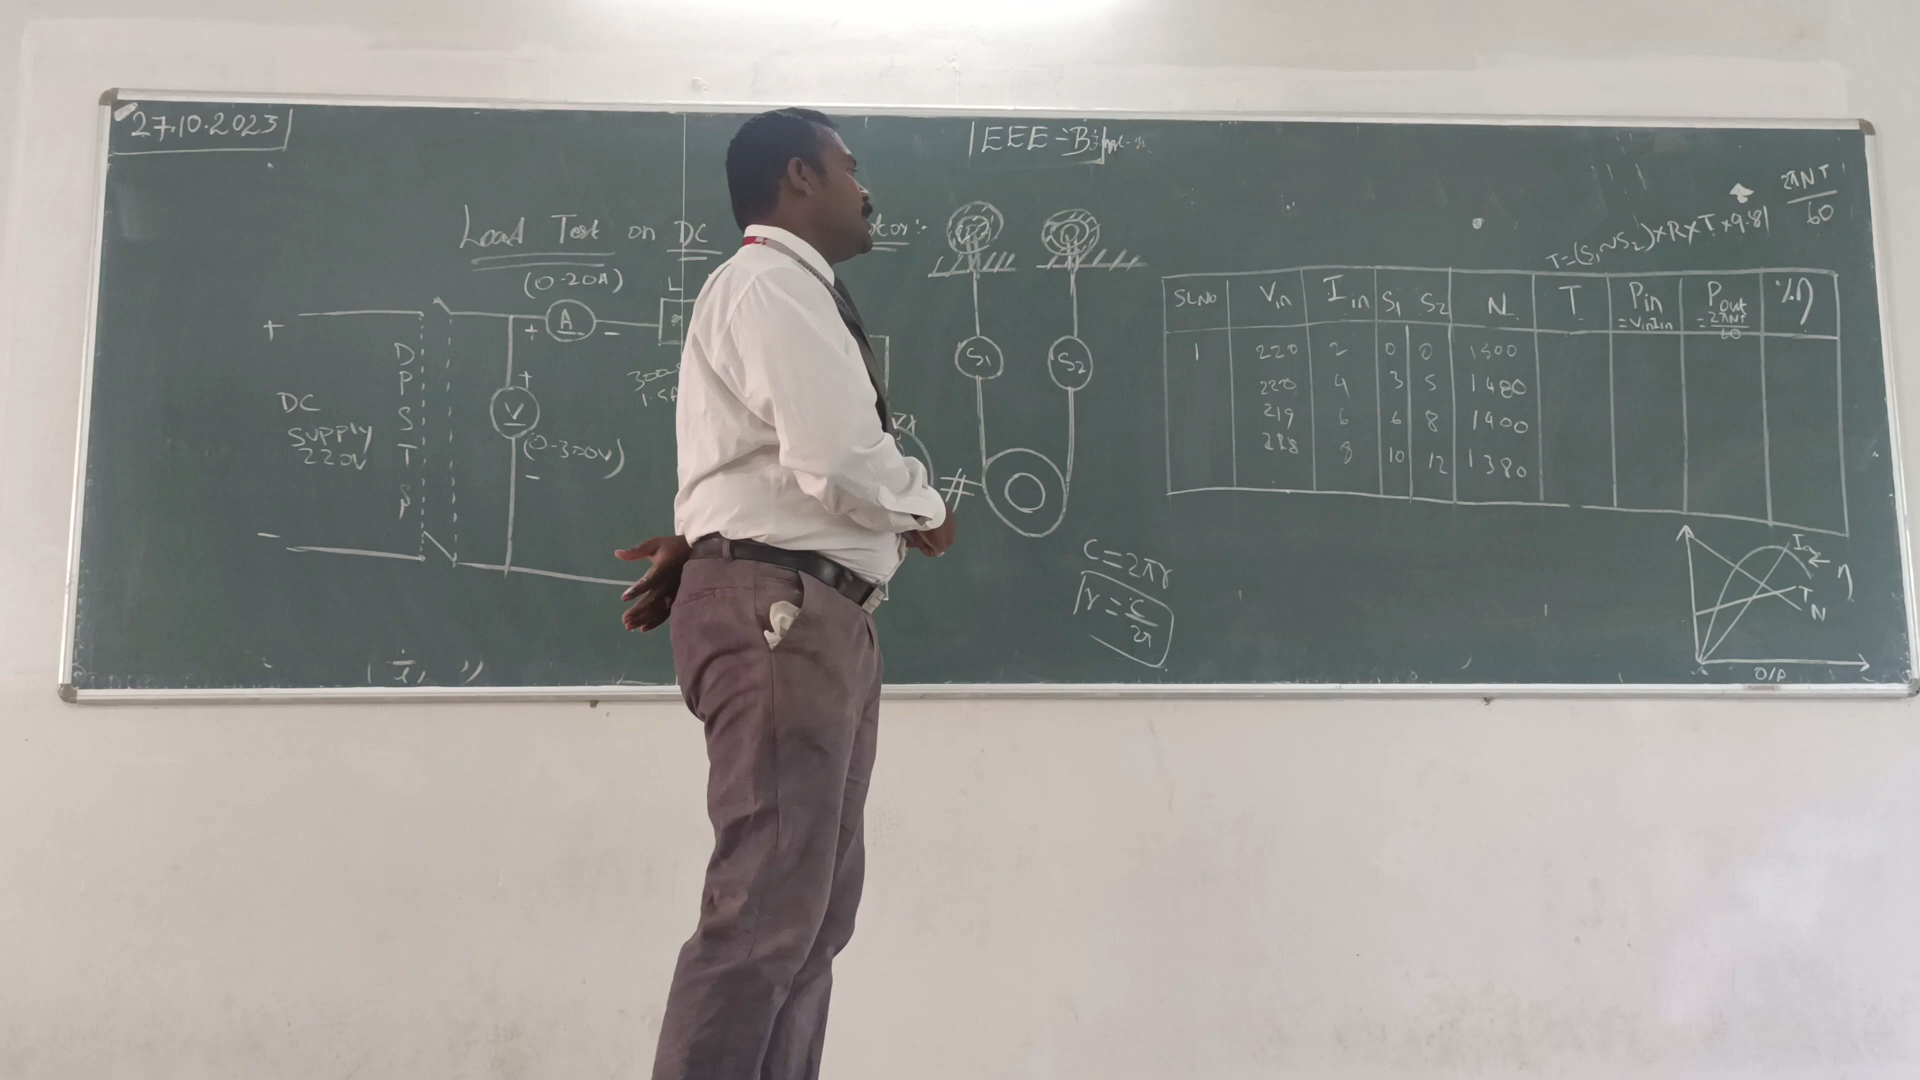 27.10.2023
EEE - B
Load Test on DC
(0-20A)
A
+ -
+
DC
Supply
220V
-
DPSTS
+
V
(0-300V)
-
S1 S2
C = 2πr
r = C/2π
2πNT/60
T = (S1~S2) × R × T × 9.81
Sl.No Vin Iin S1 S2 N T Pin = VinIin Pout = 2πNT/60 %η
1 220 2 0 0 1500
220 4 3 5 1480
219 6 6 8 1400
218 8 10 12 1380
η
T
N
O/P